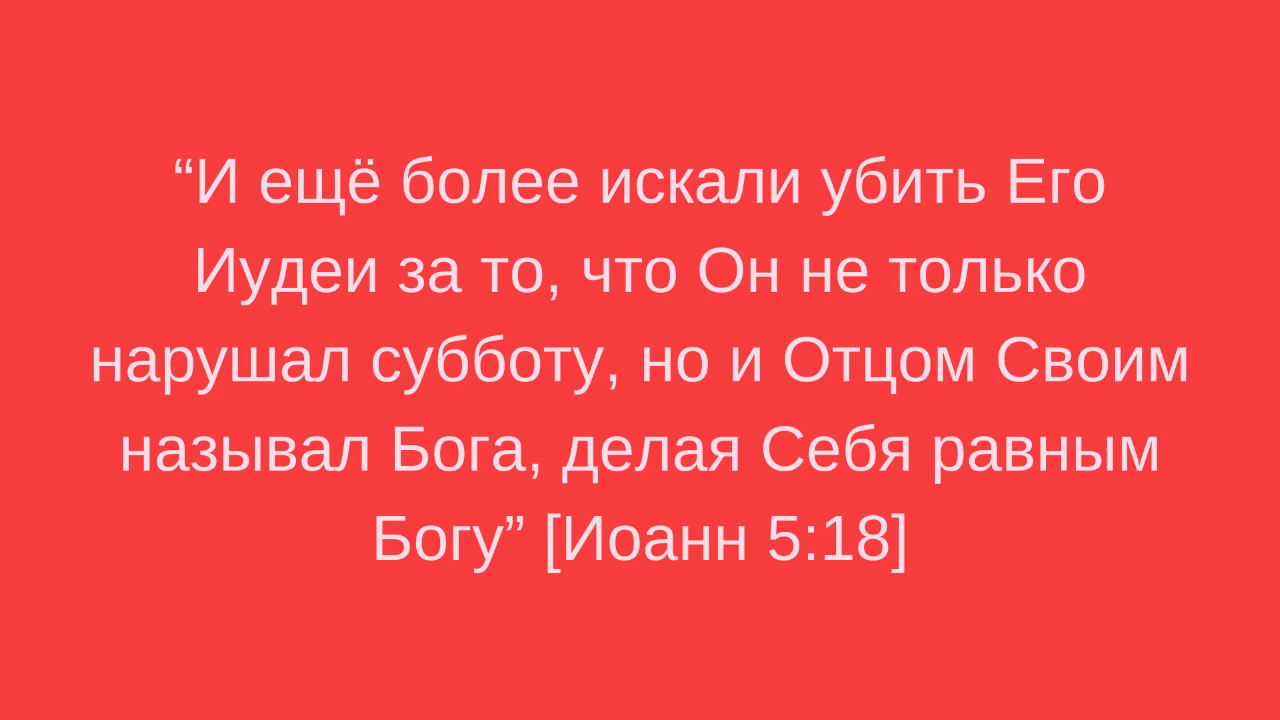 “И ещё более искали убить Его
Иудеи за то, что Он не только
нарушал субботу, но и Отцом Своим
называл Бога, делая Себя равным
Богу” [Иоанн 5:18]